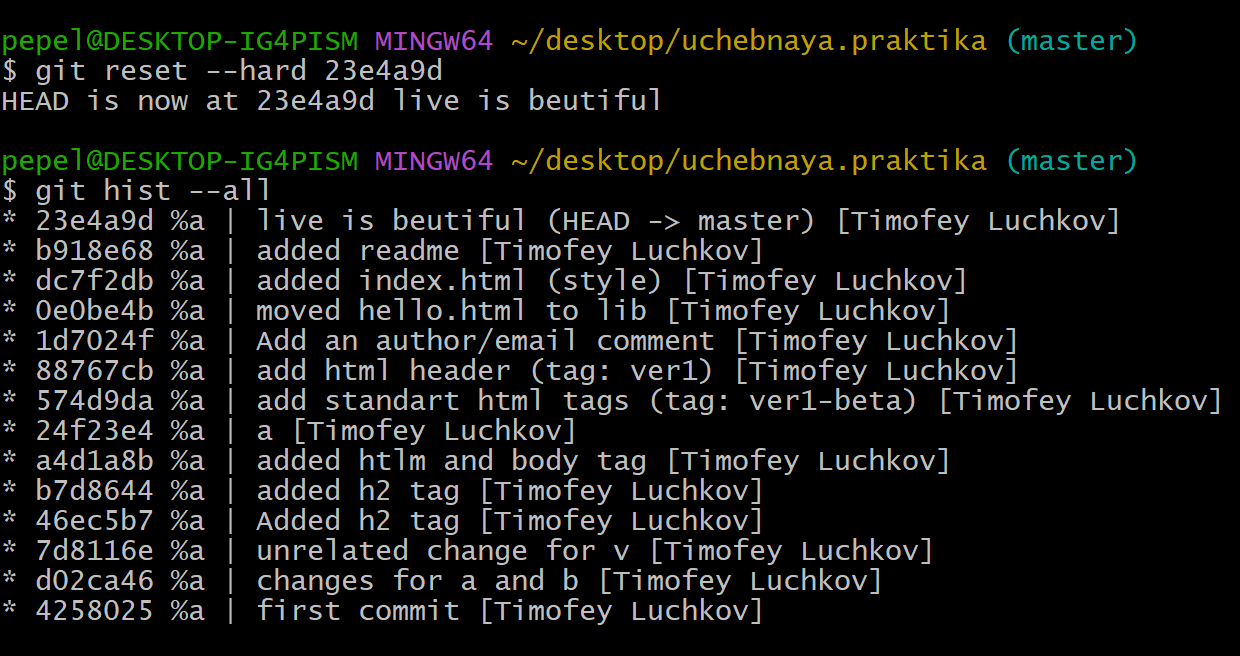 pepel@DESKTOP-IG4PISM MINGW64 ~/desktop/uchebnaya.praktika (master)
$ git reset --hard 23e4a9d
HEAD is now at 23e4a9d live is beutiful
pepel@DESKTOP-IG4PISM MINGW64 ~/desktop/uchebnaya.praktika (master)
$ git hist --all
* 23e4a9d %a | live is beutiful (HEAD -> master) [Timofey Luchkov]
* b918e68 %a | added readme [Timofey Luchkov]
* dc7f2db %a | added index.html (style) [Timofey Luchkov]
* 0e0be4b %a | moved hello.html to lib [Timofey Luchkov]
* 1d7024f %a | Add an author/email comment [Timofey Luchkov]
* 88767cb %a | add html header (tag: ver1) [Timofey Luchkov]
* 574d9da %a | add standart html tags (tag: ver1-beta) [Timofey Luchkov]
* 24f23e4 %a | a [Timofey Luchkov]
* a4d1a8b %a | added htlm and body tag [Timofey Luchkov]
* b7d8644 %a | added h2 tag [Timofey Luchkov]
* 46ec5b7 %a | Added h2 tag [Timofey Luchkov]
* 7d8116e %a | unrelated change for v [Timofey Luchkov]
* d02ca46 %a | changes for a and b [Timofey Luchkov]
* 4258025 %a | first commit [Timofey Luchkov]